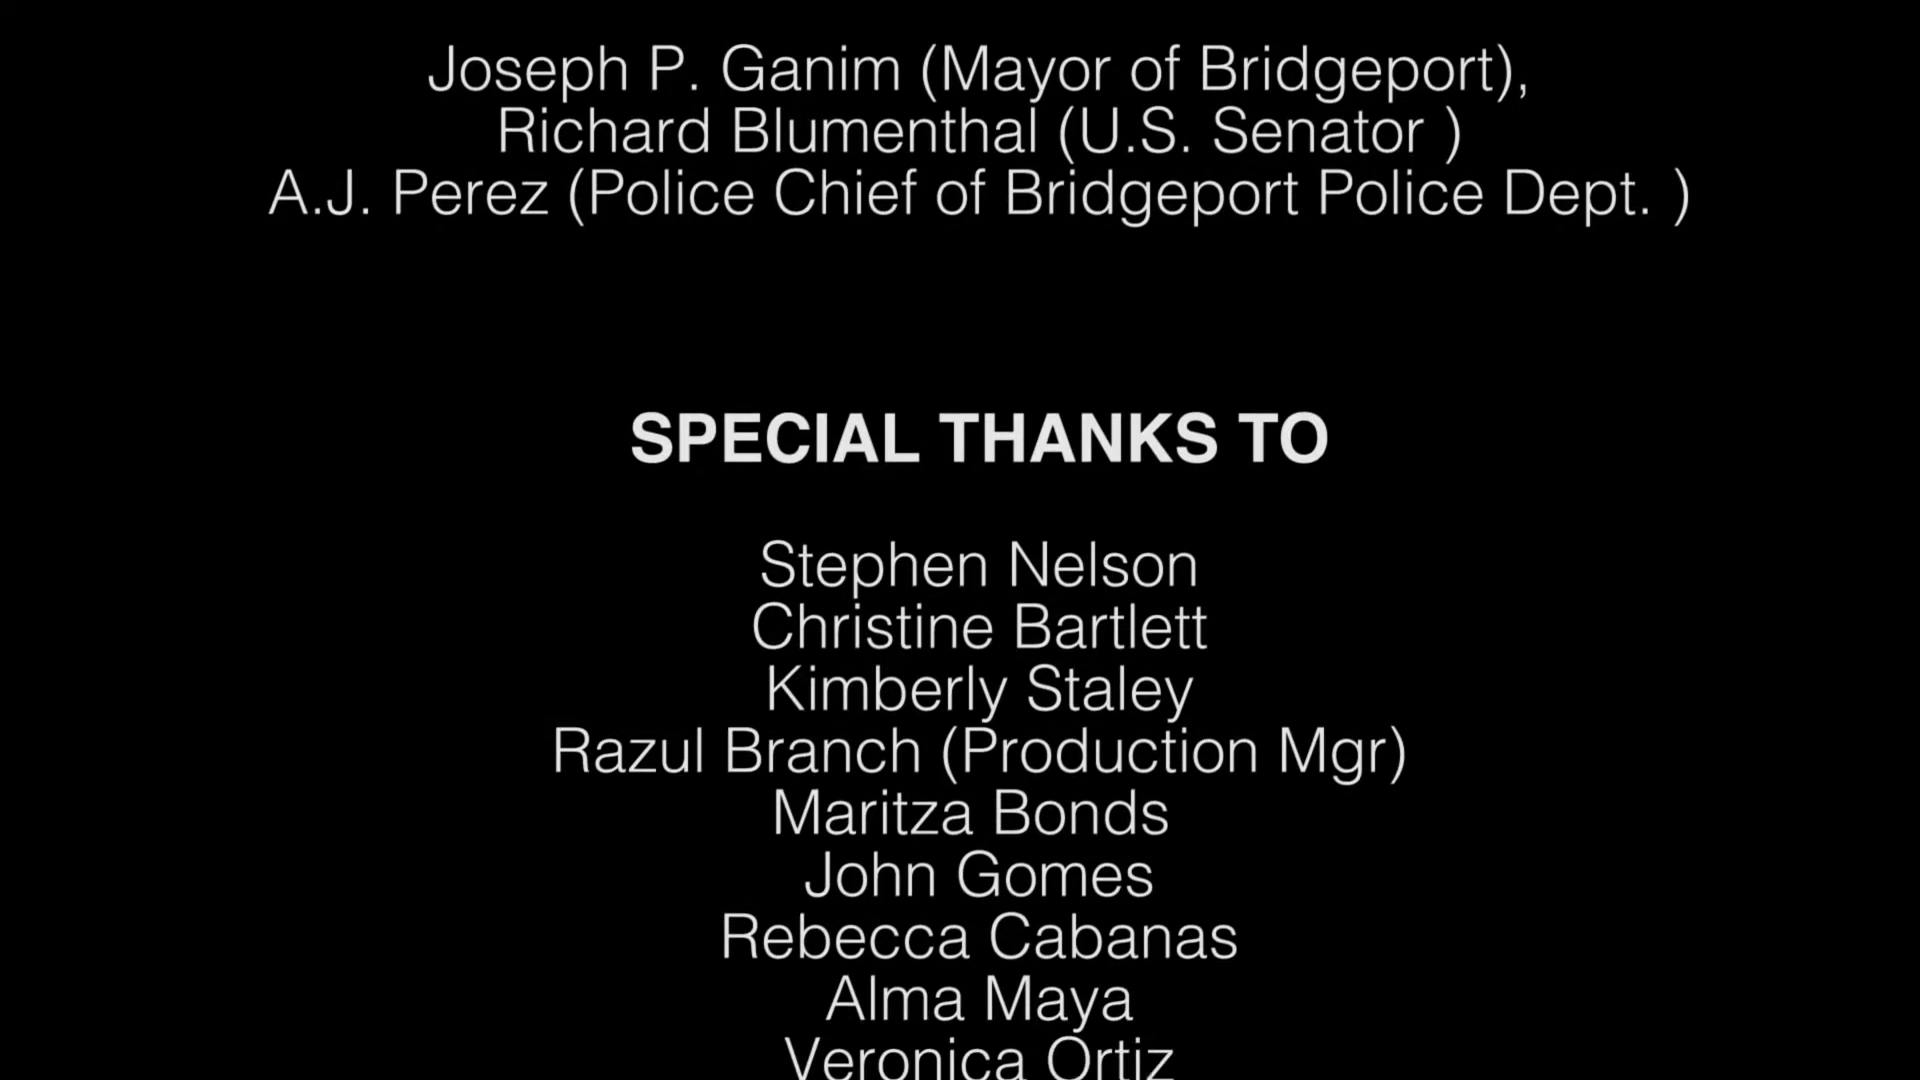 Joseph P. Ganim (Mayor of Bridgeport),
Richard Blumenthal (U.S. Senator )
A.J. Perez (Police Chief of Bridgeport Police Dept. )
SPECIAL THANKS TO
Stephen Nelson
Christine Bartlett
Kimberly Staley
Razul Branch (Production Mgr)
Maritza Bonds
John Gomes
Rebecca Cabanas
Alma Maya
Veronica Ortiz